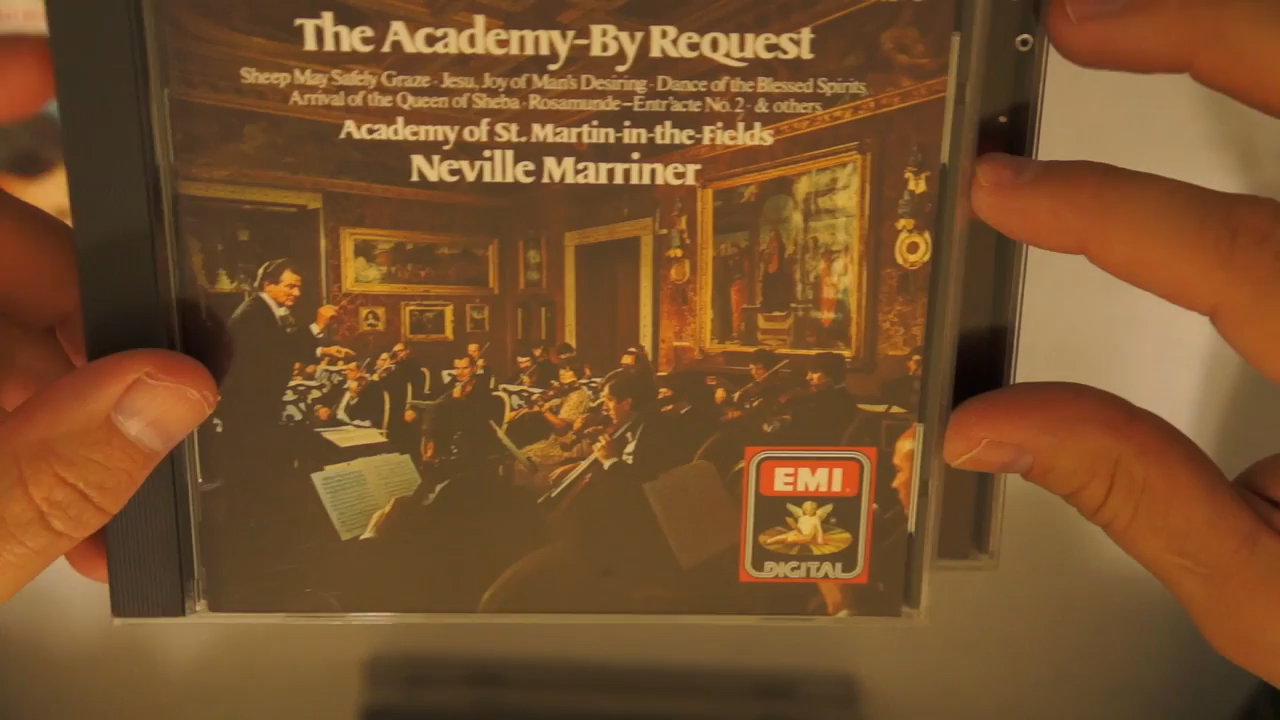 The Academy-By Request
Sheep May Safely Graze · Jesu, Joy of Man's Desiring · Dance of the Blessed Spirits
Arrival of the Queen of Sheba · Rosamunde-Entr'acte No. 2 · & others
Academy of St. Martin-in-the-Fields
Neville Marriner
EMI
DIGITAL